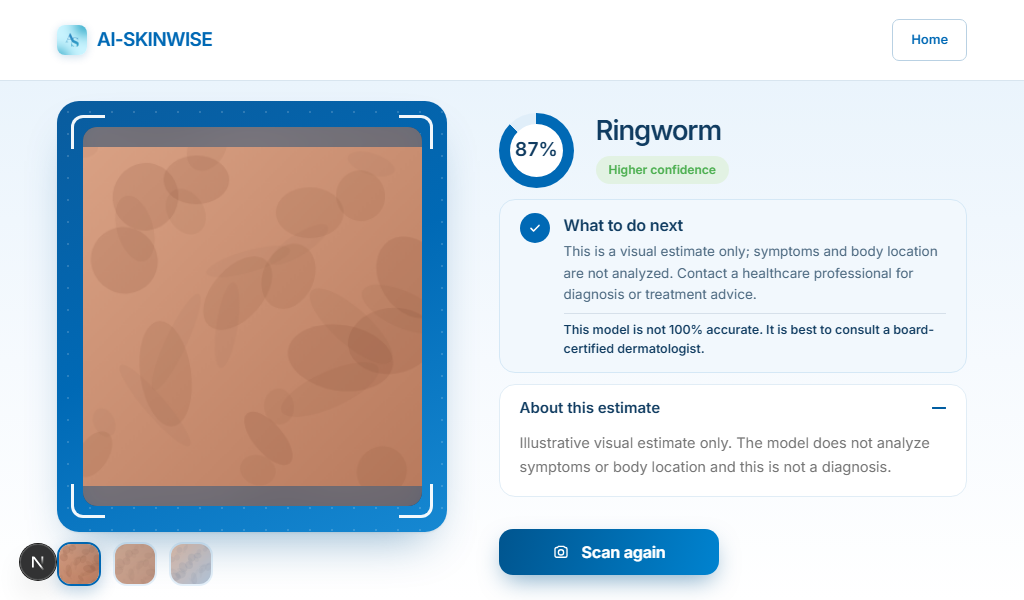 AI-SKINWISE
Home
87%
Ringworm
Higher confidence
What to do next
This is a visual estimate only; symptoms and body location
are not analyzed. Contact a healthcare professional for
diagnosis or treatment advice.
This model is not 100% accurate. It is best to consult a board-
certified dermatologist.
About this estimate
Illustrative visual estimate only. The model does not analyze
symptoms or body location and this is not a diagnosis.
Scan again
N